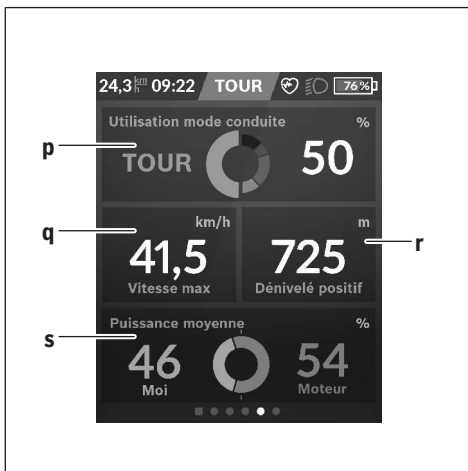 24,3 km/h 09:22 TOUR 76%
Utilisation mode conduite %
p TOUR 50
km/h m
q 41,5 725 r
Vitesse max Dénivelé positif
Puissance moyenne %
s 46 54
Moi Moteur